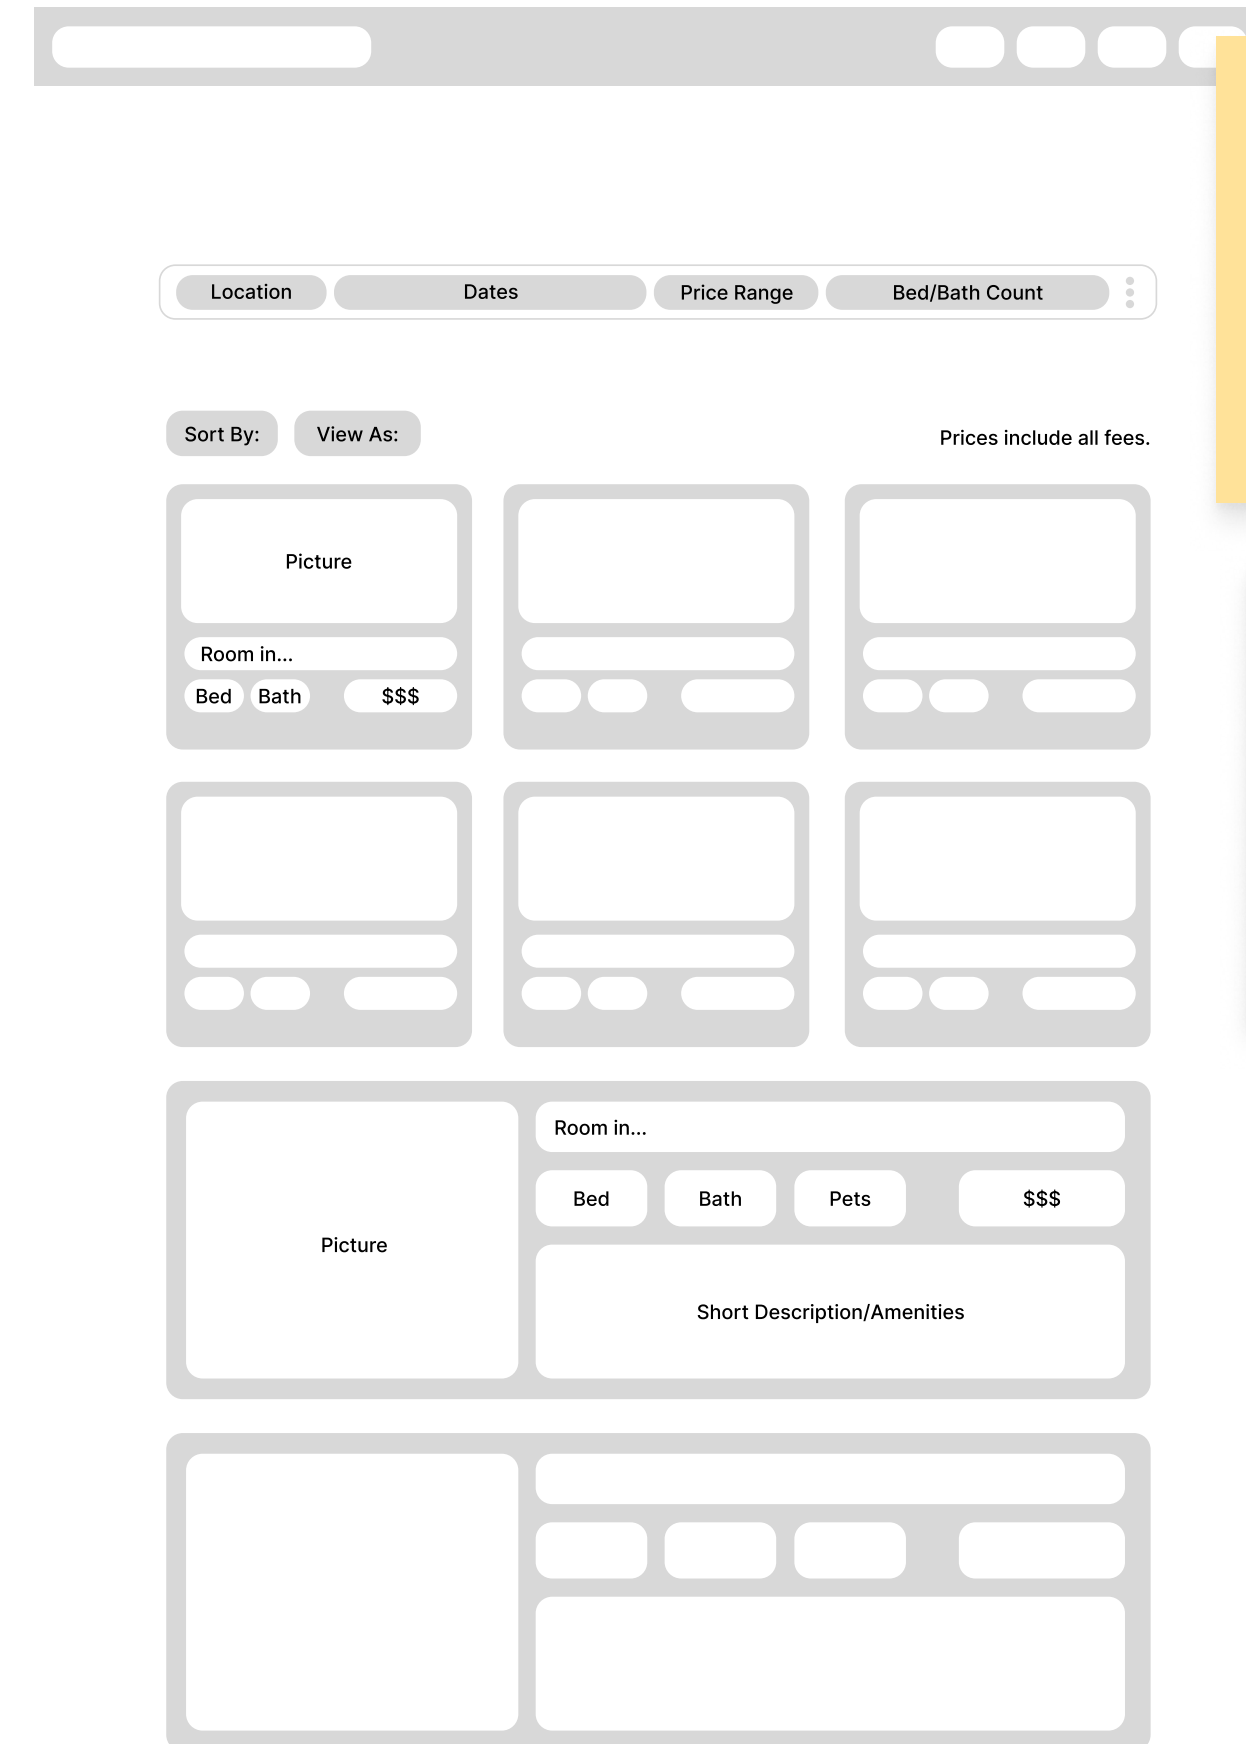 Location
Dates
Price Range
Bed/Bath Count
Sort By:
View As:
Prices include all fees.
Picture
Room in...
Bed
Bath
$$$
Room in...
Bed
Bath
Pets
$$$
Picture
Short Description/Amenities